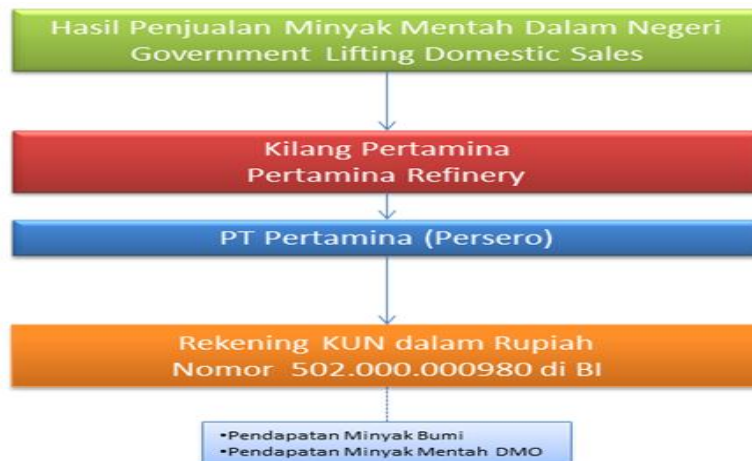 Hasil Penjualan Minyak Mentah Dalam Negeri
Government Lifting Domestic Sales
Kilang Pertamina
Pertamina Refinery
PT Pertamina (Persero)
Rekening KUN dalam Rupiah
Nomor 502.000.000980 di BI
•Pendapatan Minyak Bumi
•Pendapatan Minyak Mentah DMO